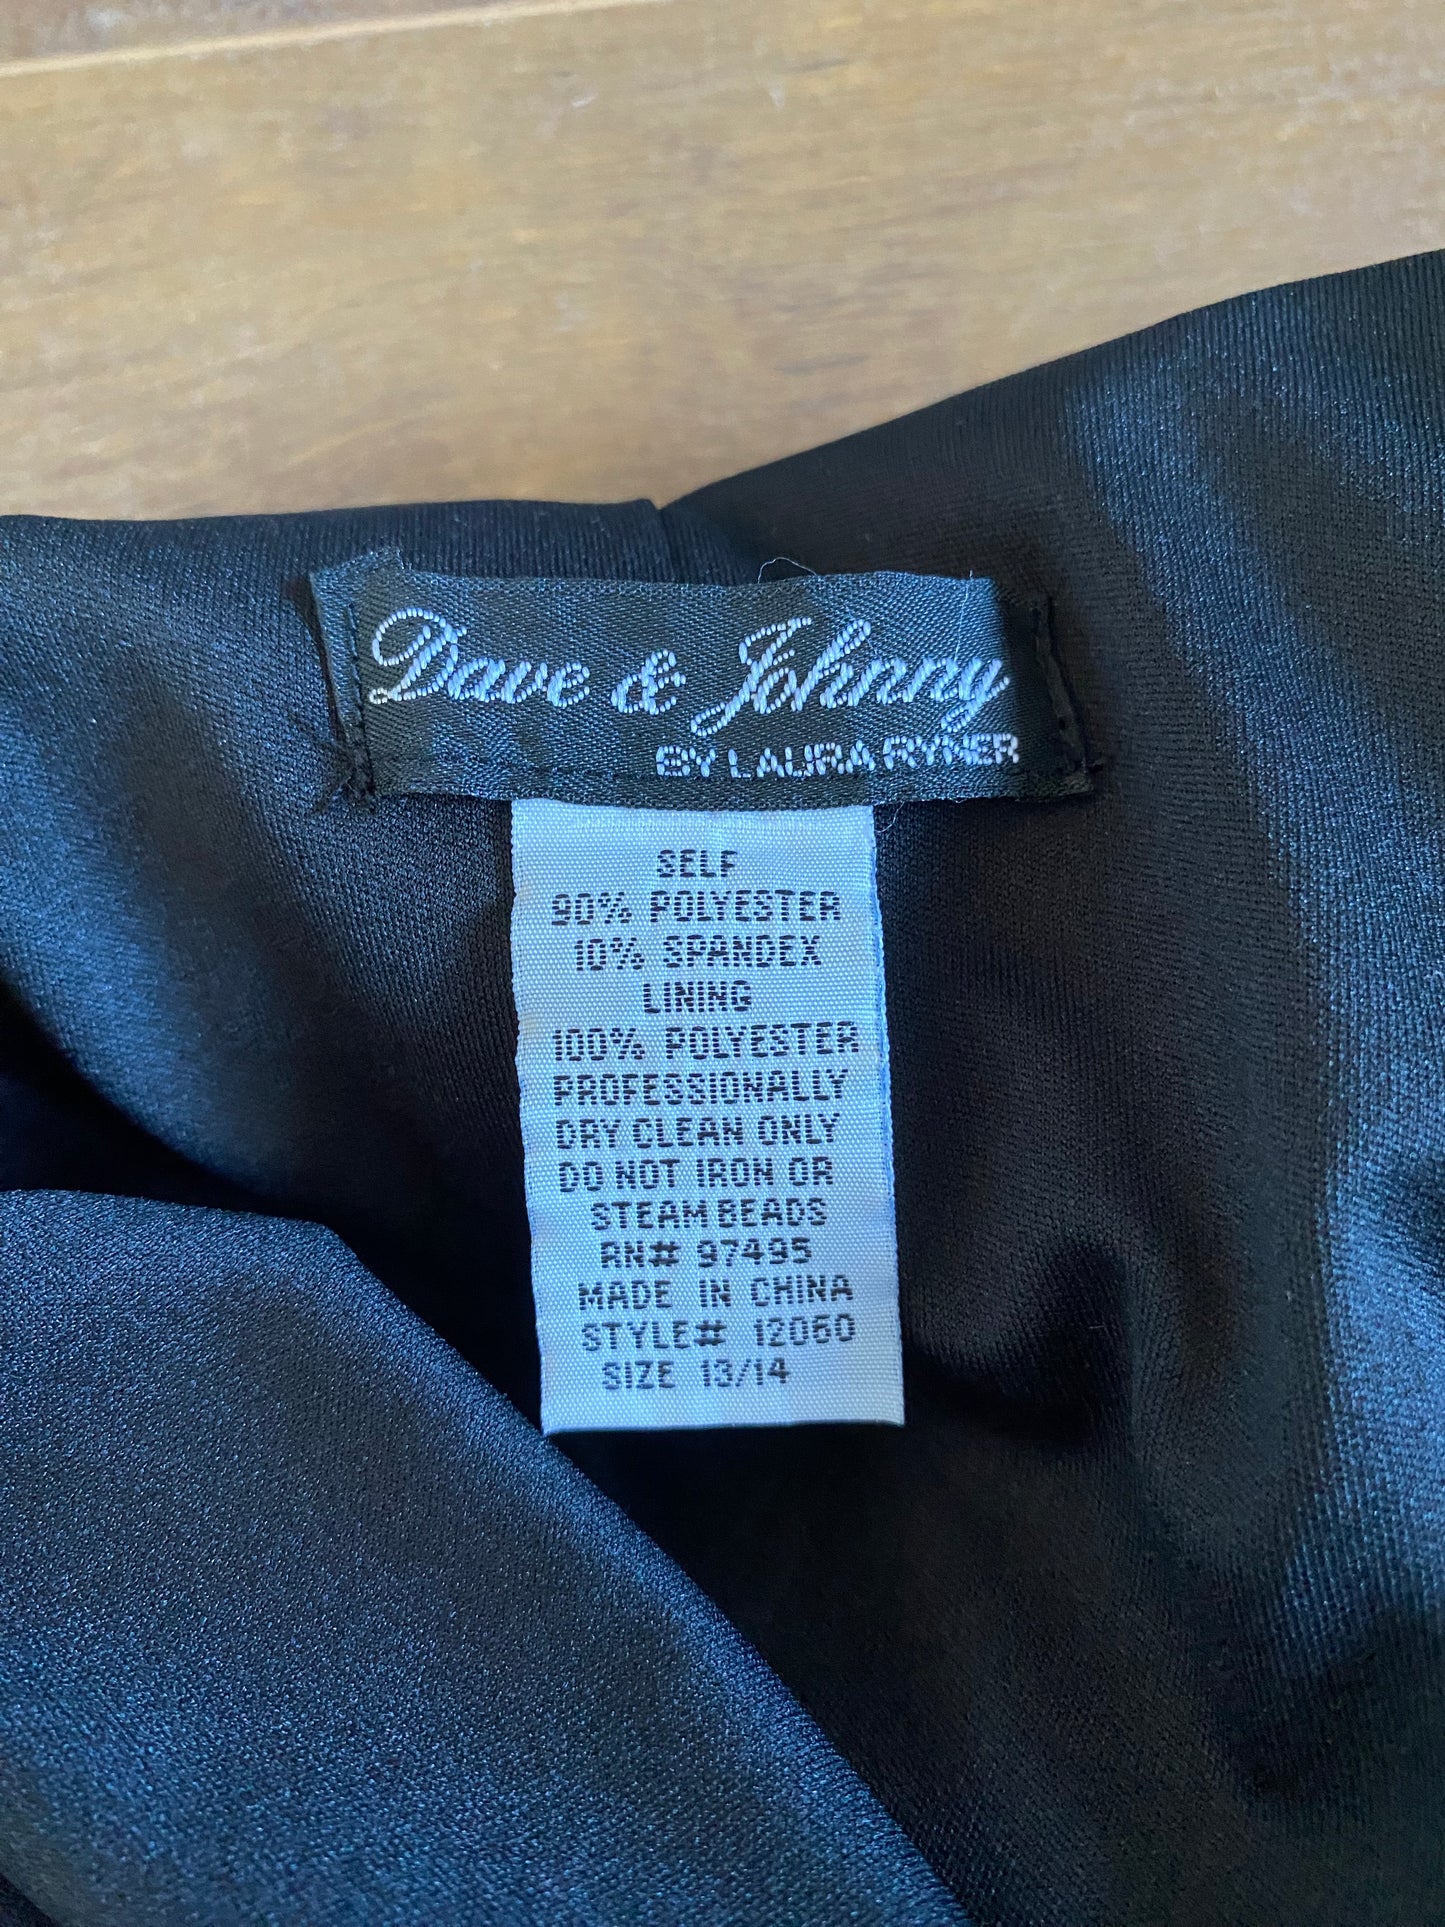 Dave & Johnny
BY LAURA RYNER
SELF
90% POLYESTER
10% SPANDEX
LINING
100% POLYESTER
PROFESSIONALLY
DRY CLEAN ONLY
DO NOT IRON OR
STEAM BEADS
RN# 97495
MADE IN CHINA
STYLE# 12060
SIZE 13/14